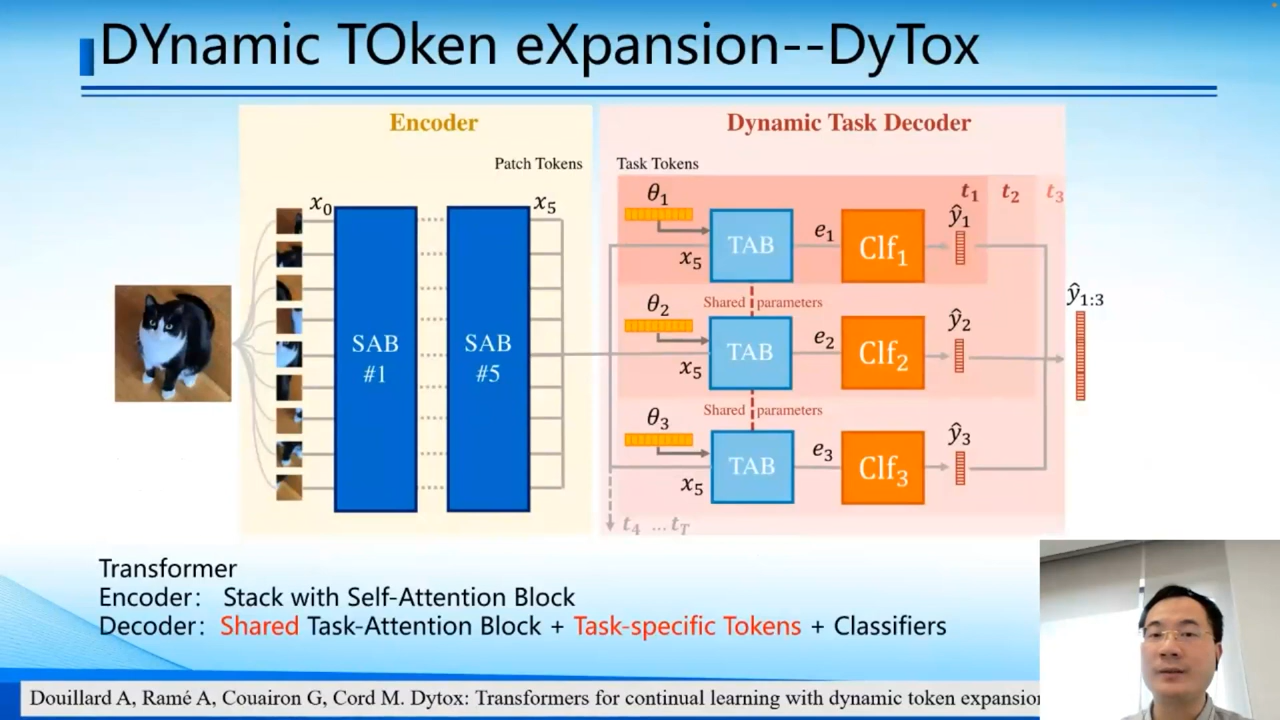 DYnamic TOken eXpansion--DyTox
Encoder
Dynamic Task Decoder
Patch Tokens
Task Tokens
x₀
x₅
θ₁
t₁
t₂
t₃
TAB
e₁
Clf₁
ŷ₁
x₅
Shared parameters
θ₂
SAB
#1
SAB
#5
TAB
e₂
Clf₂
ŷ₂
ŷ₁:₃
x₅
Shared parameters
θ₃
TAB
e₃
Clf₃
ŷ₃
x₅
t₄ ...t_T
Transformer
Encoder: Stack with Self-Attention Block
Decoder: Shared Task-Attention Block + Task-specific Tokens + Classifiers
Douillard A, Ramé A, Couairon G, Cord M. Dytox: Transformers for continual learning with dynamic token expansion